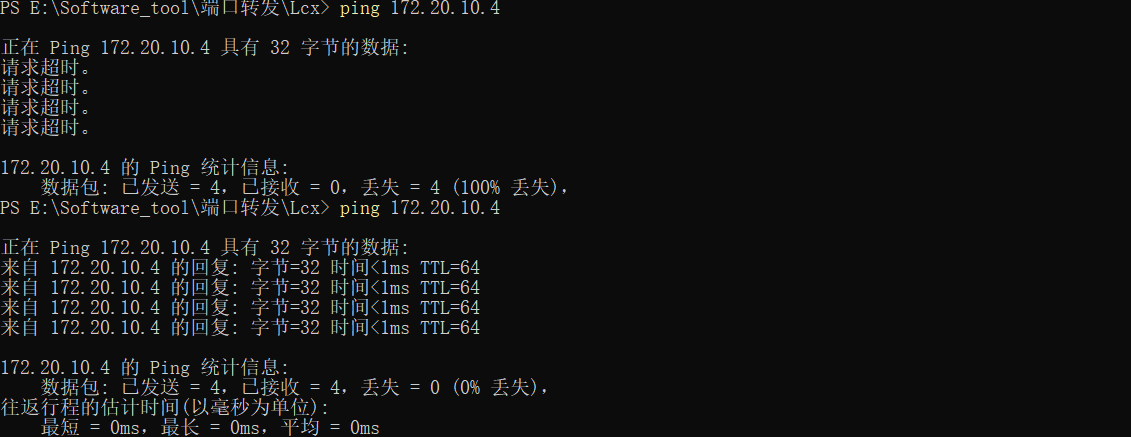 PS E:\Software_tool\端口转发\Lcx> ping 172.20.10.4
正在 Ping 172.20.10.4 具有 32 字节的数据:
请求超时。
请求超时。
请求超时。
请求超时。
172.20.10.4 的 Ping 统计信息:
    数据包: 已发送 = 4，已接收 = 0，丢失 = 4 (100% 丢失)，
PS E:\Software_tool\端口转发\Lcx> ping 172.20.10.4
正在 Ping 172.20.10.4 具有 32 字节的数据:
来自 172.20.10.4 的回复: 字节=32 时间<1ms TTL=64
来自 172.20.10.4 的回复: 字节=32 时间<1ms TTL=64
来自 172.20.10.4 的回复: 字节=32 时间<1ms TTL=64
来自 172.20.10.4 的回复: 字节=32 时间<1ms TTL=64
172.20.10.4 的 Ping 统计信息:
    数据包: 已发送 = 4，已接收 = 4，丢失 = 0 (0% 丢失)，
往返行程的估计时间(以毫秒为单位):
    最短 = 0ms，最长 = 0ms，平均 = 0ms